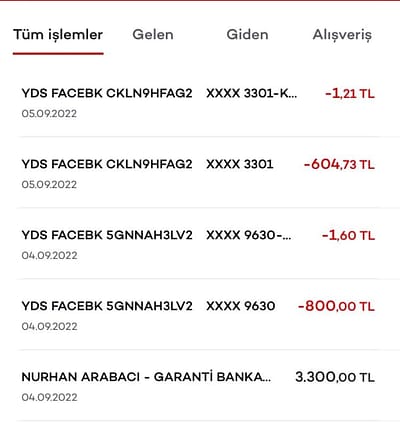 Tüm işlemler Gelen Giden Alışveriş
YDS FACEBK CKLN9HFAG2 XXXX 3301-K... -1,21 TL
05.09.2022
YDS FACEBK CKLN9HFAG2 XXXX 3301 -604,73 TL
05.09.2022
YDS FACEBK 5GNNAH3LV2 XXXX 9630-... -1,60 TL
04.09.2022
YDS FACEBK 5GNNAH3LV2 XXXX 9630 -800,00 TL
04.09.2022
NURHAN ARABACI - GARANTİ BANKA... 3.300,00 TL
04.09.2022